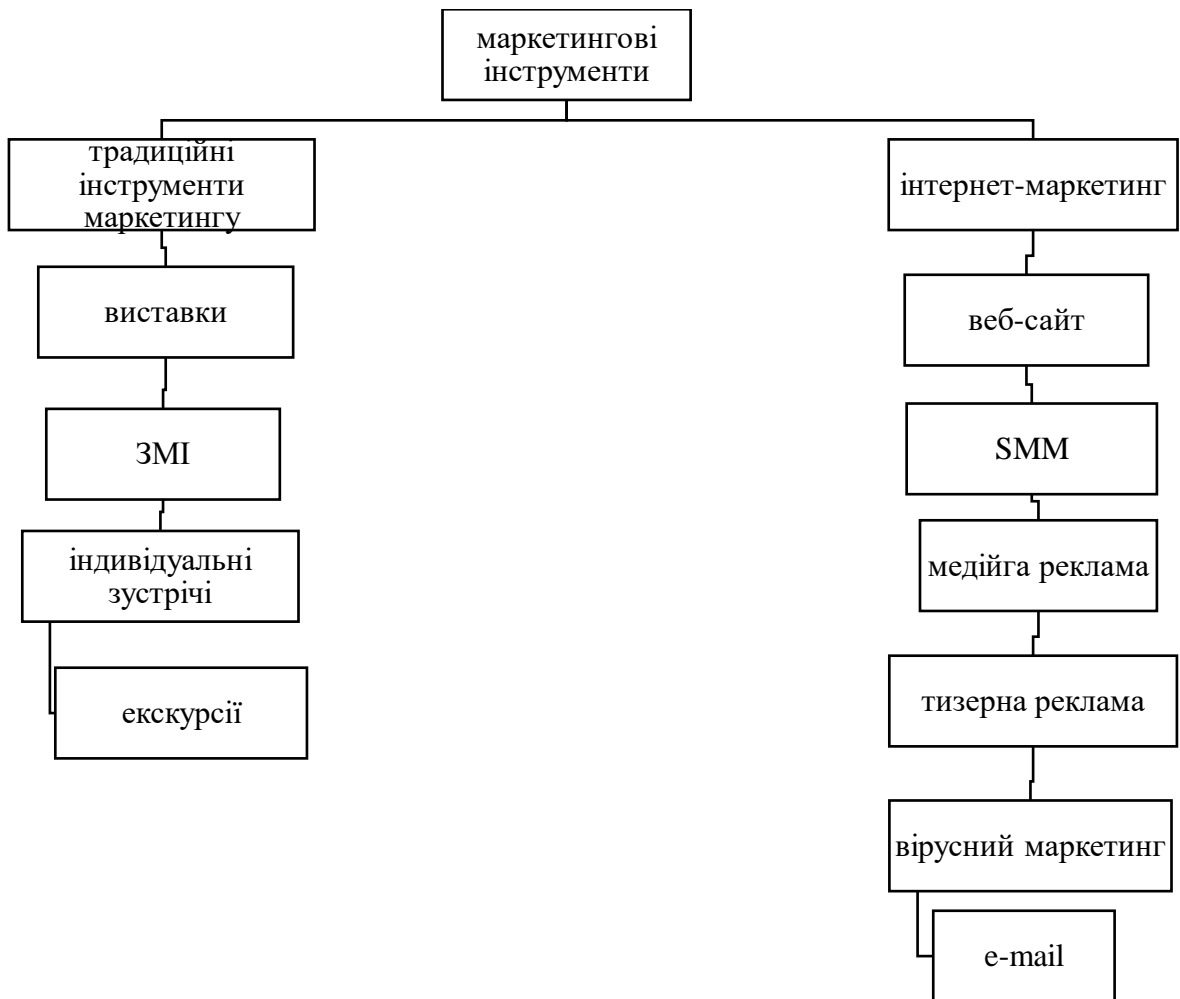 маркетингові
інструменти
традиційні
інструменти
маркетингу
виставки
ЗМІ
індивідуальні
зустрічі
екскурсії
інтернет-маркетинг
веб-сайт
SMM
медійга реклама
тизерна реклама
вірусний маркетинг
e-mail